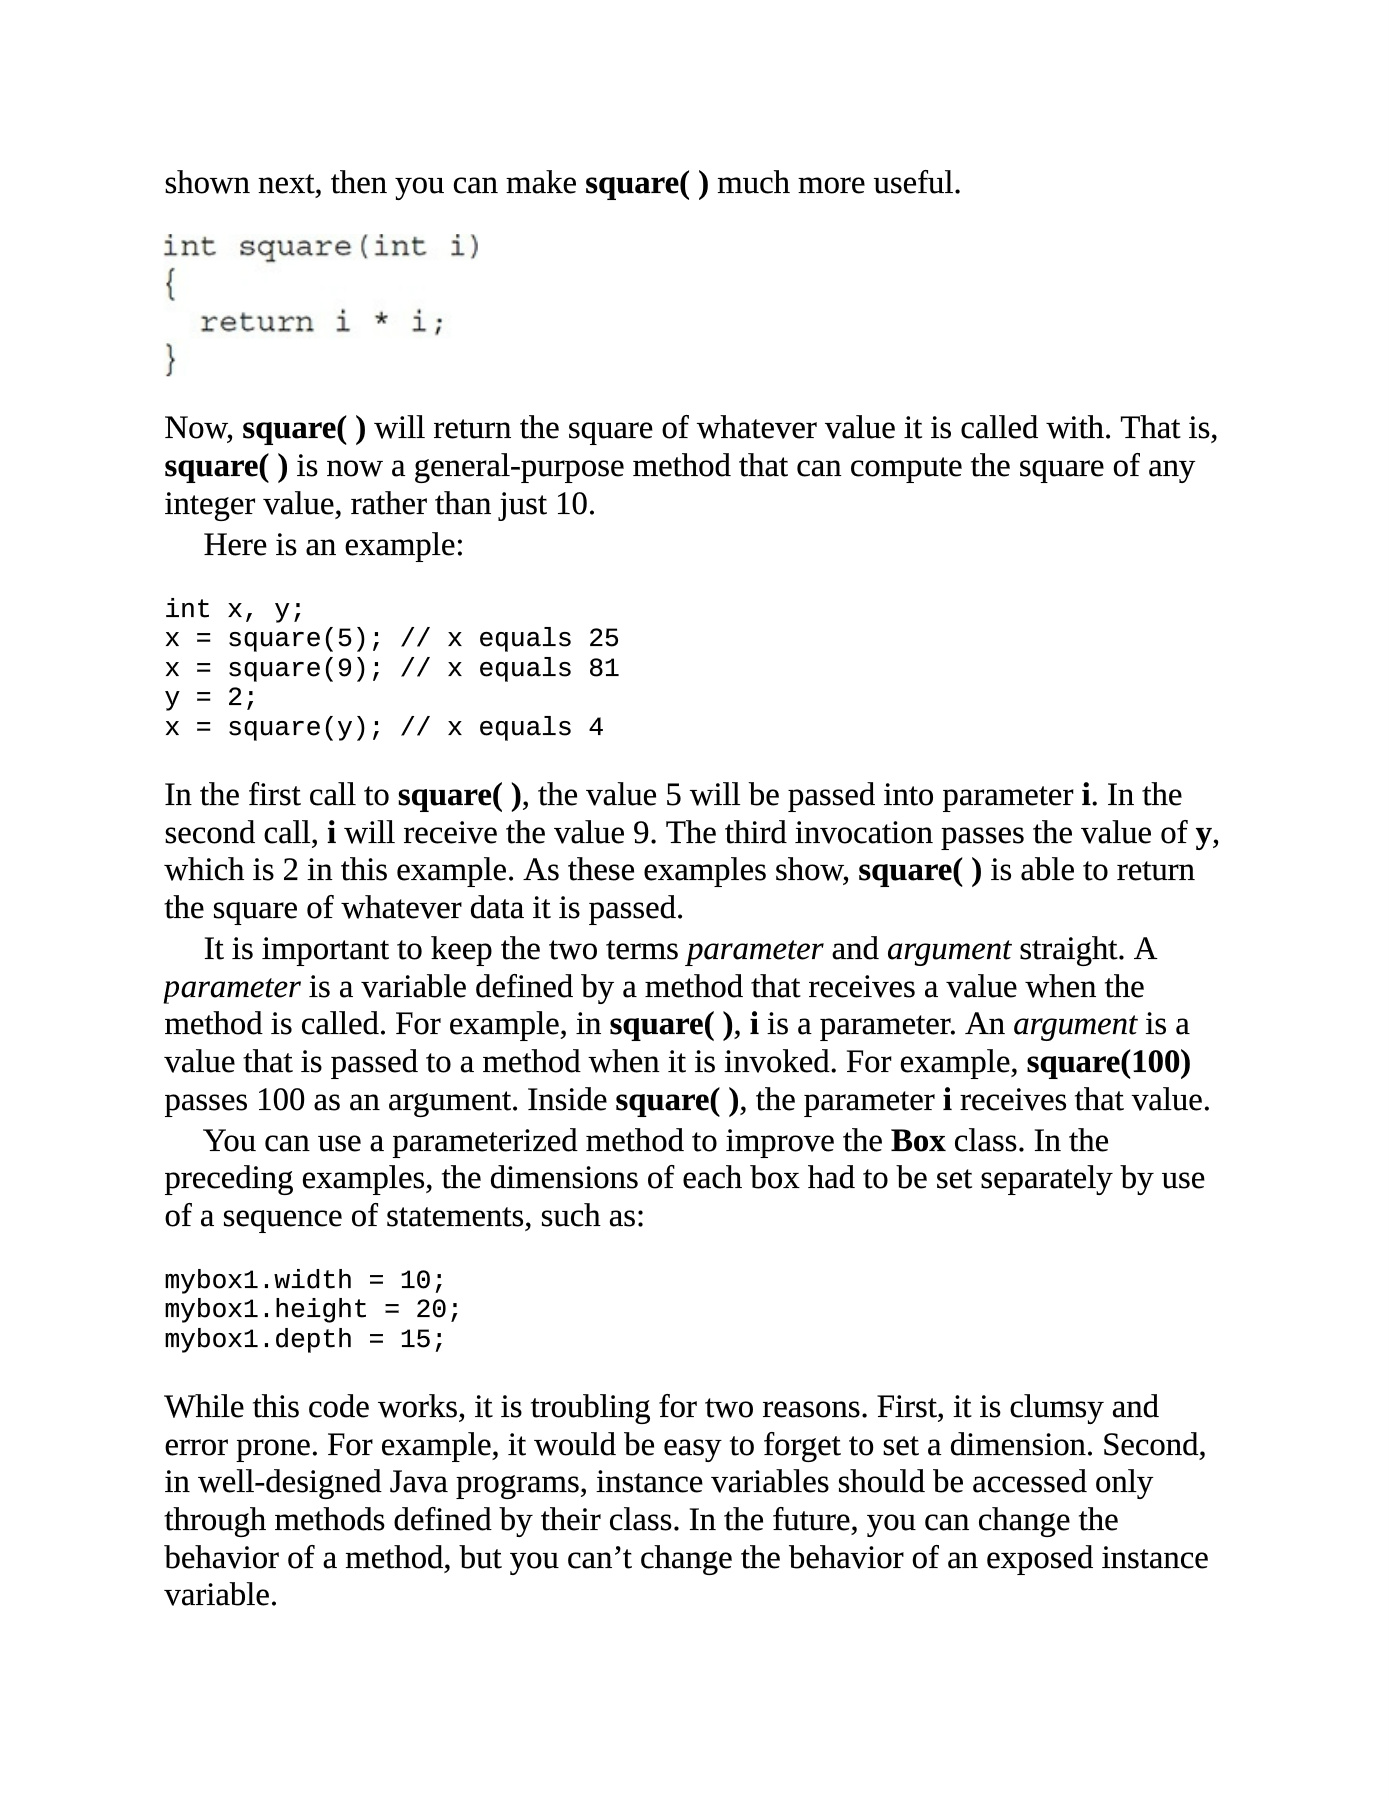 shown next, then you can make square( ) much more useful.
int square(int i)
{
  return i * i;
}
Now, square( ) will return the square of whatever value it is called with. That is,
square( ) is now a general-purpose method that can compute the square of any
integer value, rather than just 10.
Here is an example:
int x, y;
x = square(5); // x equals 25
x = square(9); // x equals 81
y = 2;
x = square(y); // x equals 4
In the first call to square( ), the value 5 will be passed into parameter i. In the
second call, i will receive the value 9. The third invocation passes the value of y,
which is 2 in this example. As these examples show, square( ) is able to return
the square of whatever data it is passed.
It is important to keep the two terms parameter and argument straight. A
parameter is a variable defined by a method that receives a value when the
method is called. For example, in square( ), i is a parameter. An argument is a
value that is passed to a method when it is invoked. For example, square(100)
passes 100 as an argument. Inside square( ), the parameter i receives that value.
You can use a parameterized method to improve the Box class. In the
preceding examples, the dimensions of each box had to be set separately by use
of a sequence of statements, such as:
mybox1.width = 10;
mybox1.height = 20;
mybox1.depth = 15;
While this code works, it is troubling for two reasons. First, it is clumsy and
error prone. For example, it would be easy to forget to set a dimension. Second,
in well-designed Java programs, instance variables should be accessed only
through methods defined by their class. In the future, you can change the
behavior of a method, but you can’t change the behavior of an exposed instance
variable.